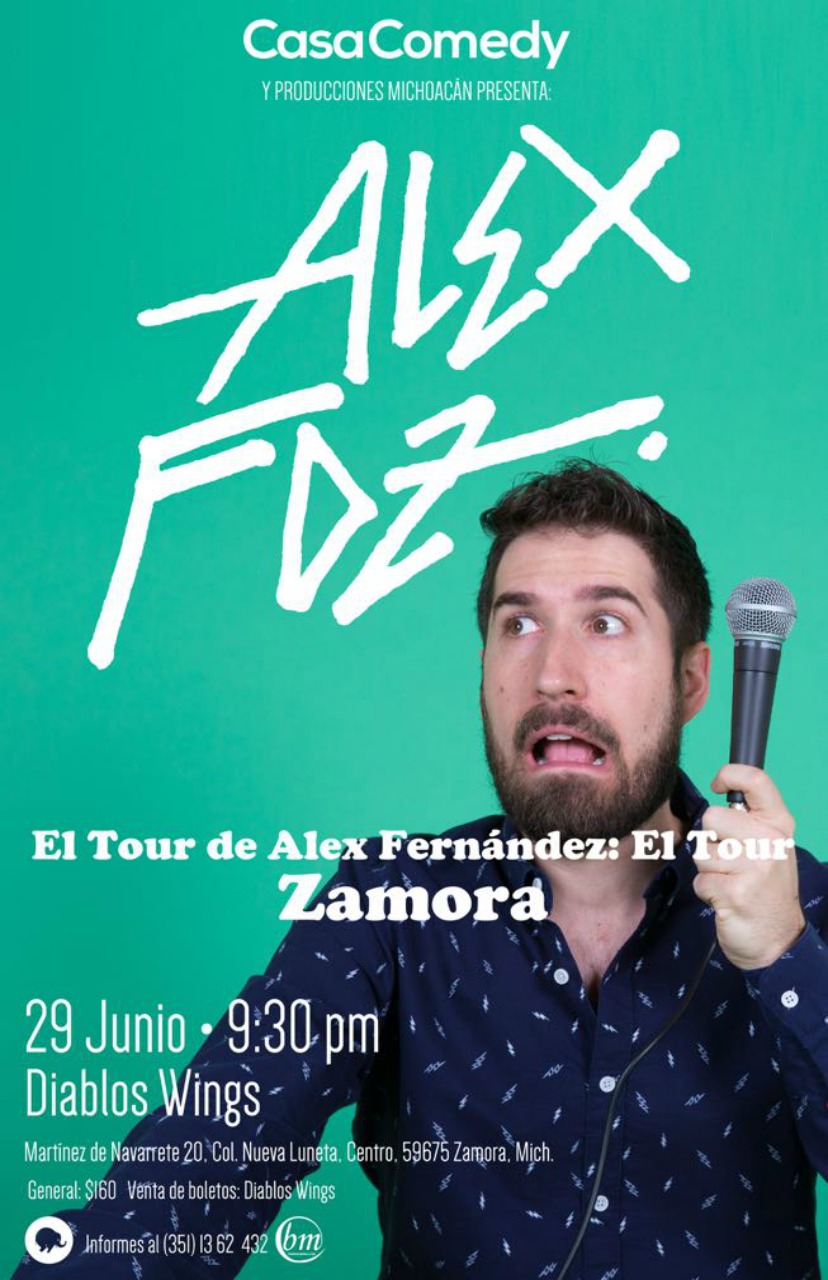 CasaComedy
Y PRODUCCIONES MICHOACÁN PRESENTA:
ALEX
FDZ.
El Tour de Alex Fernández: El Tour
Zamora
29 Junio • 9:30 pm
Diablos Wings
Martínez de Navarrete 20, Col. Nueva Luneta, Centro, 59675 Zamora, Mich.
General: $160 Venta de boletos: Diablos Wings
Informes al (351) 13 62 432 bm